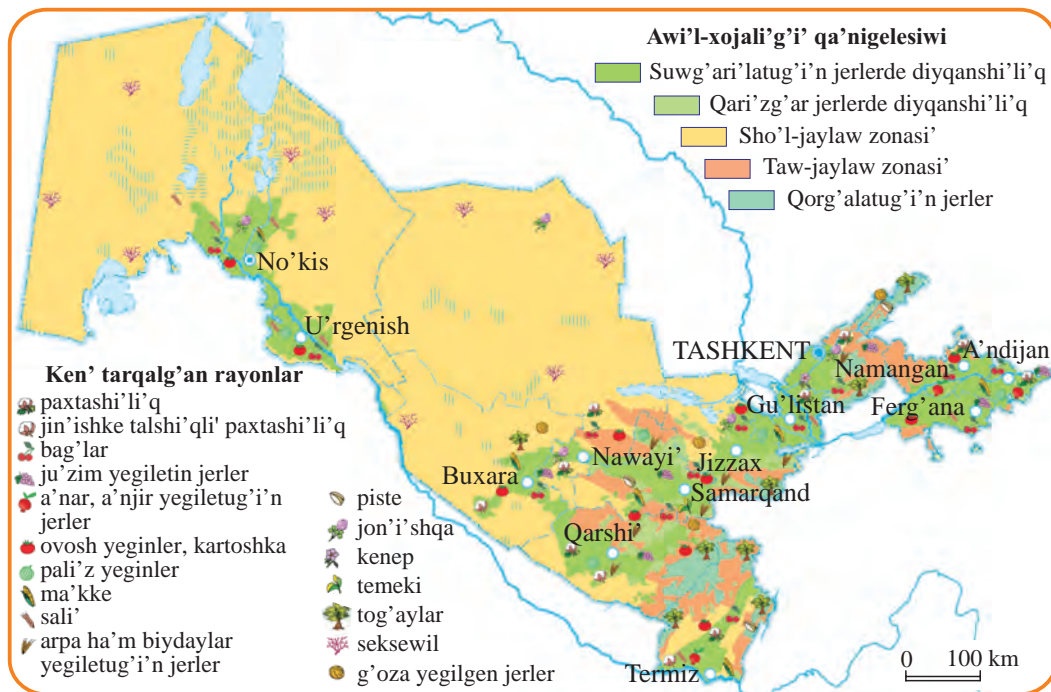 Awi'l-xojali'g'i' qa'nigelesiwi
Suwg'ari'latug'i'n jerlerde diyqanshi'li'q
Qari'zg'ar jerlerde diyqanshi'li'q
Sho'l-jaylaw zonasi'
Taw-jaylaw zonasi'
Qorg'alatug'i'n jerler
No'kis
U'rgenish
TASHKENT
Namangan
A'ndijan
Gu'listan
Ferg'ana
Buxara
Nawayi'
Jizzax
Samarqand
Qarshi'
Termiz
Ken' tarqalg'an rayonlar
paxtashi'li'q
jin'ishke talshi'qli' paxtashi'li'q
bag'lar
ju'zim yegiletin jerler
a'nar, a'njir yegiletug'i'n
jerler
ovosh yeginler, kartoshka
pali'z yeginler
ma'kke
sali'
arpa ha'm biydaylar
yegiletug'i'n jerler
piste
jon'i'shqa
kenep
temeki
tog'aylar
seksewil
g'oza yegilgen jerler
0 100 km